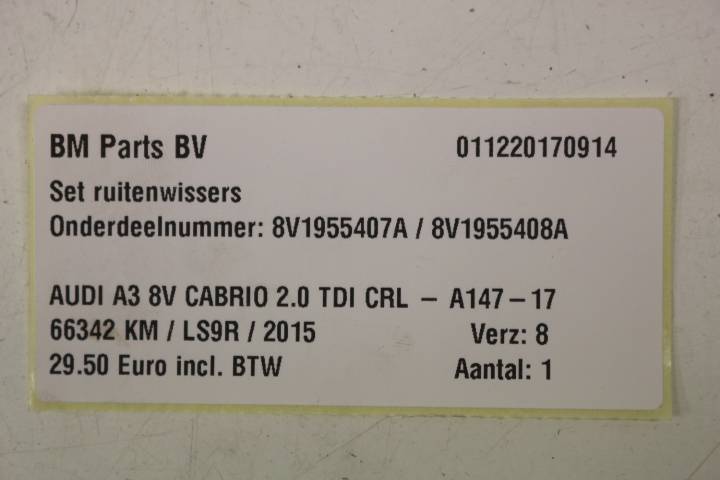 BM Parts BV 011220170914
Set ruitenwissers
Onderdeelnummer: 8V1955407A / 8V1955408A
AUDI A3 8V CABRIO 2.0 TDI CRL - A147-17
66342 KM / LS9R / 2015 Verz: 8
29.50 Euro incl. BTW Aantal: 1